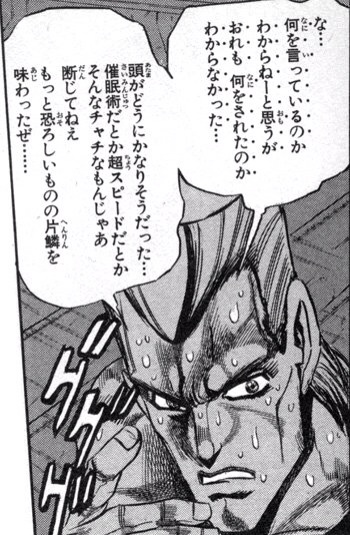 な…
何を言っているのか
わからねーと思うが
おれも何をされたのか
わからなかった…
頭がどうにかなりそうだった…
催眠術だとか超スピードだとか
そんなチャチなもんじゃあ
断じてねえ
もっと恐ろしいものの片鱗を
味わったぜ……
ググググ